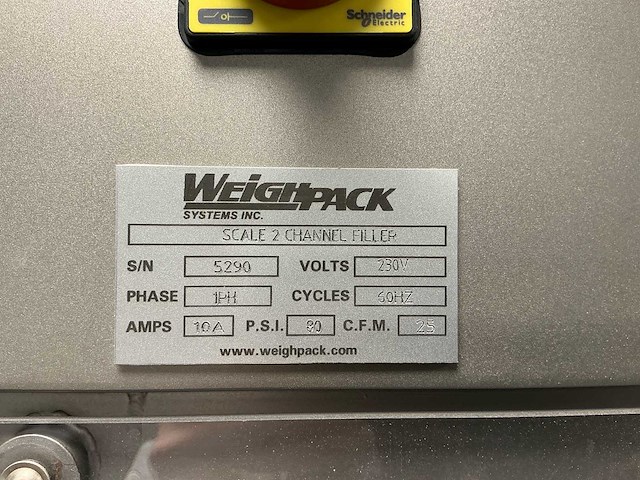 Schneider
Electric
WEIGHPACK
SYSTEMS INC.
SCALE 2 CHANNEL FILLER
S/N 5290 VOLTS 230V
PHASE 1PH CYCLES 60HZ
AMPS 10A P.S.I. 80 C.F.M. 25
www.weighpack.com